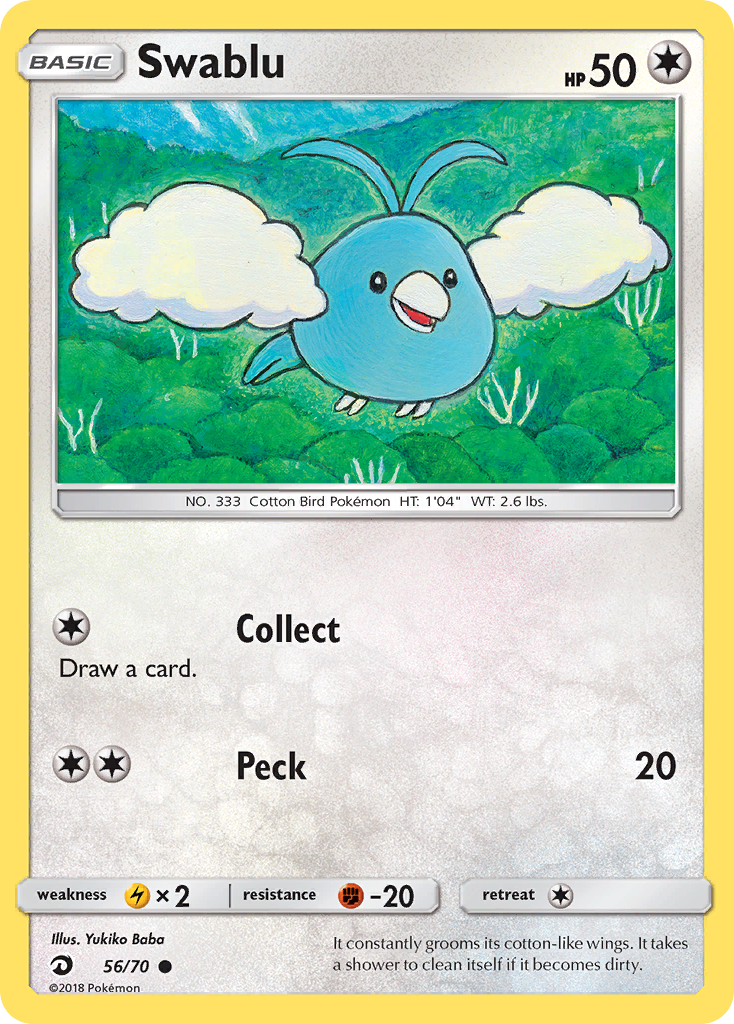 BASIC Swablu HP 50
NO. 333 Cotton Bird Pokémon HT: 1'04" WT: 2.6 lbs.
Collect
Draw a card.
Peck 20
weakness ×2 resistance -20 retreat
Illus. Yukiko Baba
56/70
©2018 Pokémon
It constantly grooms its cotton-like wings. It takes
a shower to clean itself if it becomes dirty.